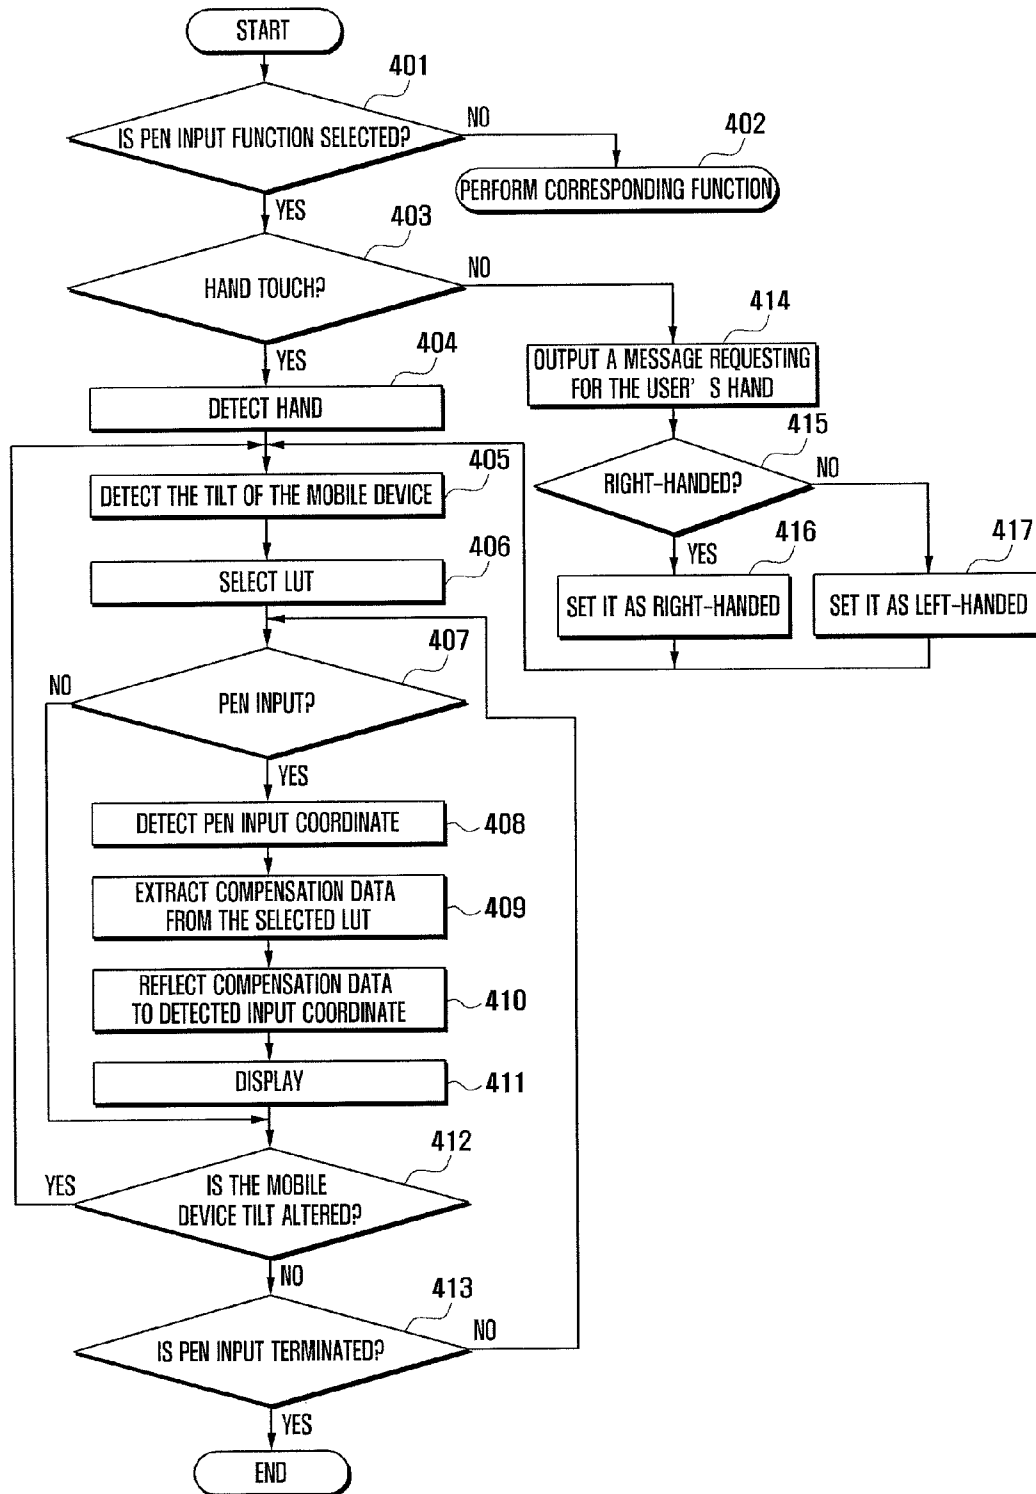 START
401
IS PEN INPUT FUNCTION SELECTED?
NO
402
PERFORM CORRESPONDING FUNCTION
YES
403
HAND TOUCH?
NO
414
OUTPUT A MESSAGE REQUESTING
FOR THE USER' S HAND
YES
404
DETECT HAND
415
RIGHT-HANDED?
NO
405
DETECT THE TILT OF THE MOBILE DEVICE
YES
416
417
406
SELECT LUT
SET IT AS RIGHT-HANDED
SET IT AS LEFT-HANDED
407
NO
PEN INPUT?
YES
DETECT PEN INPUT COORDINATE
408
EXTRACT COMPENSATION DATA
FROM THE SELECTED LUT
409
REFLECT COMPENSATION DATA
TO DETECTED INPUT COORDINATE
410
DISPLAY
411
412
YES
IS THE MOBILE
DEVICE TILT ALTERED?
NO
413
IS PEN INPUT TERMINATED?
NO
YES
END